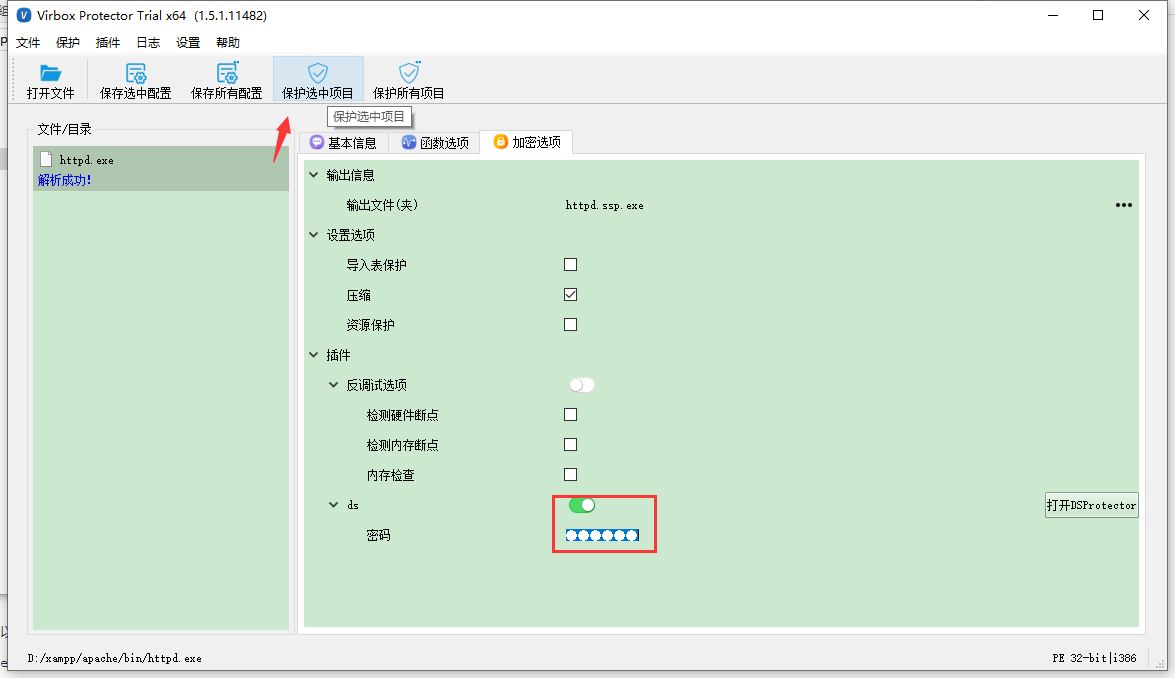 Virbox Protector Trial x64 (1.5.1.11482)
文件 保护 插件 日志 设置 帮助
打开文件 保存选中配置 保存所有配置 保护选中项目 保护所有项目
保护选中项目
文件/目录
基本信息 函数选项 加密选项
httpd.exe
解析成功!
输出信息
输出文件(夹) httpd.ssp.exe
设置选项
导入表保护
压缩
资源保护
插件
反调试选项
检测硬件断点
检测内存断点
内存检查
ds 打开DSProtector
密码
D:/xampp/apache/bin/httpd.exe PE 32-bit|i386